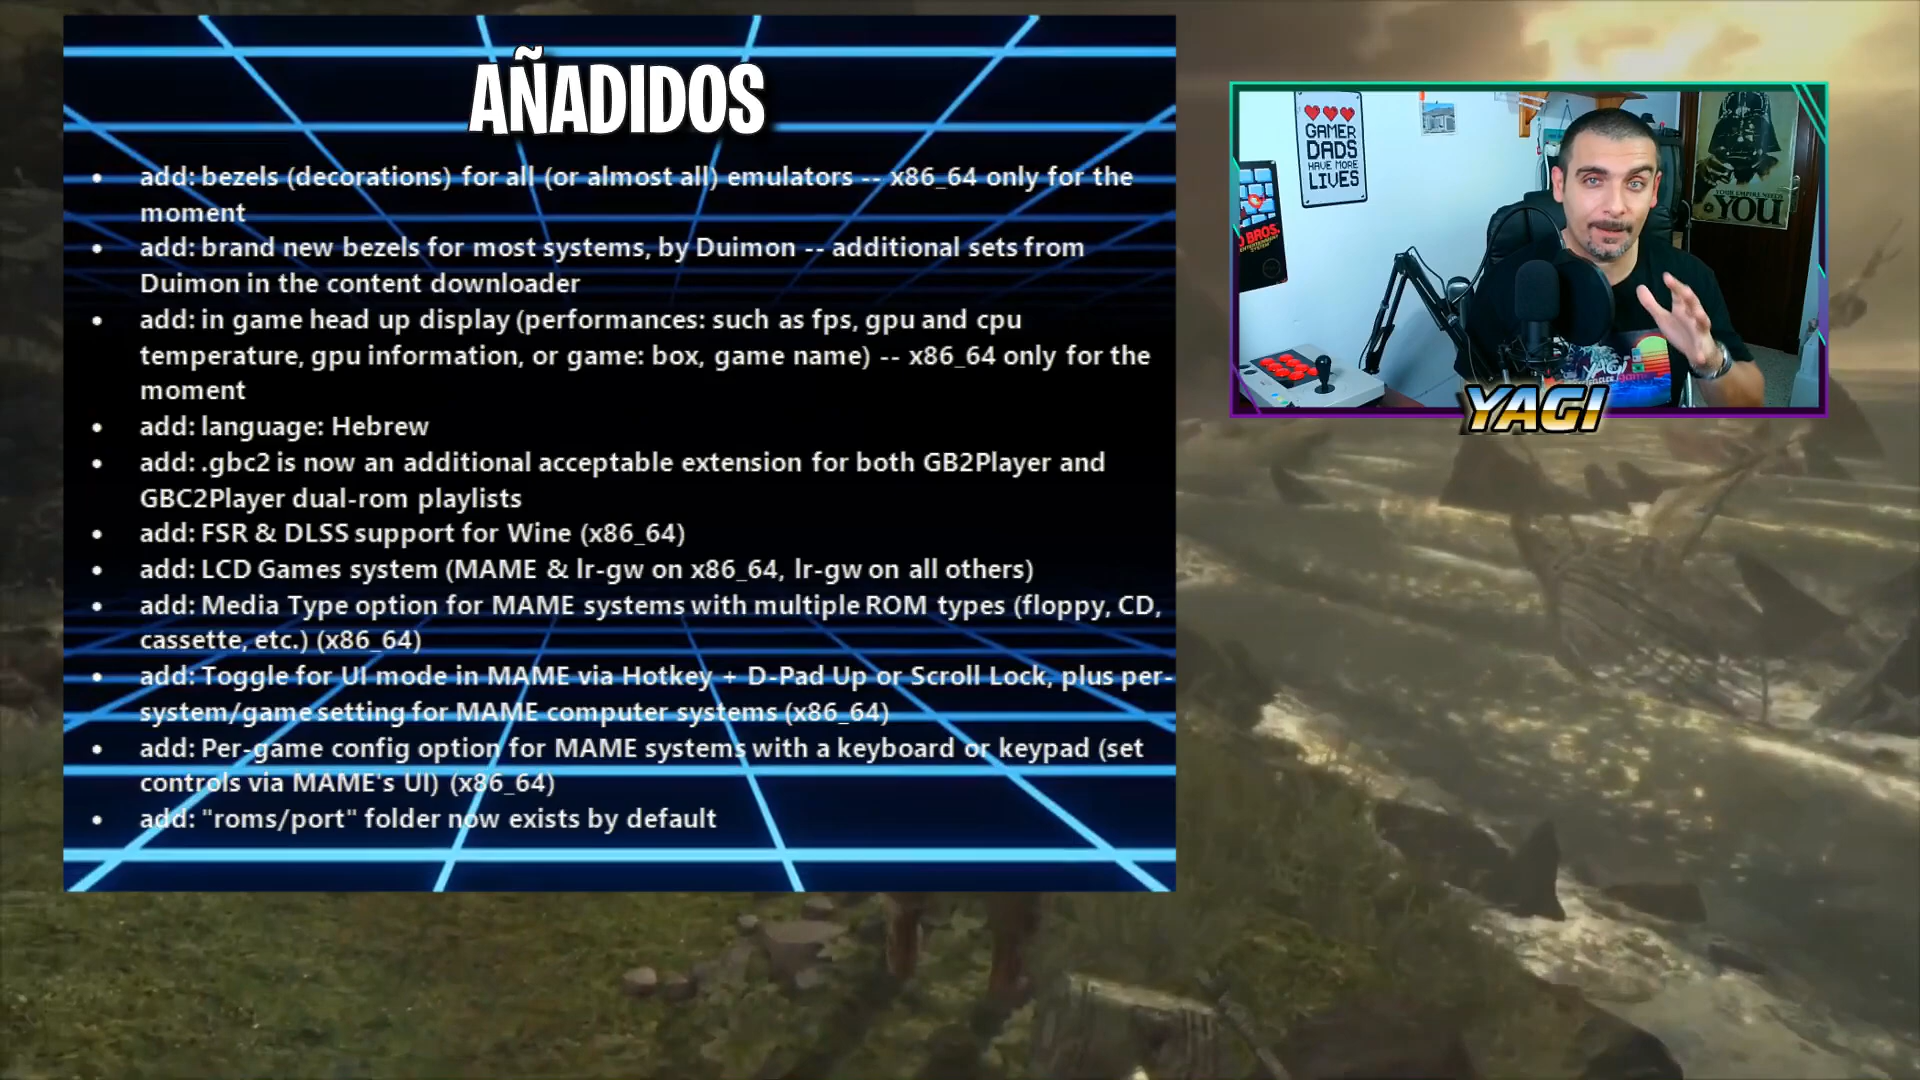 AÑADIDOS
• add: bezels (decorations) for all (or almost all) emulators -- x86_64 only for the
moment
• add: brand new bezels for most systems, by Duimon -- additional sets from
Duimon in the content downloader
• add: in game head up display (performances: such as fps, gpu and cpu
temperature, gpu information, or game: box, game name) -- x86_64 only for the
moment
• add: language: Hebrew
• add: .gbc2 is now an additional acceptable extension for both GB2Player and
GBC2Player dual-rom playlists
• add: FSR & DLSS support for Wine (x86_64)
• add: LCD Games system (MAME & lr-gw on x86_64, lr-gw on all others)
• add: Media Type option for MAME systems with multiple ROM types (floppy, CD,
cassette, etc.) (x86_64)
• add: Toggle for UI mode in MAME via Hotkey + D-Pad Up or Scroll Lock, plus per-
system/game setting for MAME computer systems (x86_64)
• add: Per-game config option for MAME systems with a keyboard or keypad (set
controls via MAME's UI) (x86_64)
• add: "roms/port" folder now exists by default
GAMER
DADS
HAVE MORE
LIVES
BROS.
YOUR EMPIRE NEEDS
YOU
YAGI
YAGI